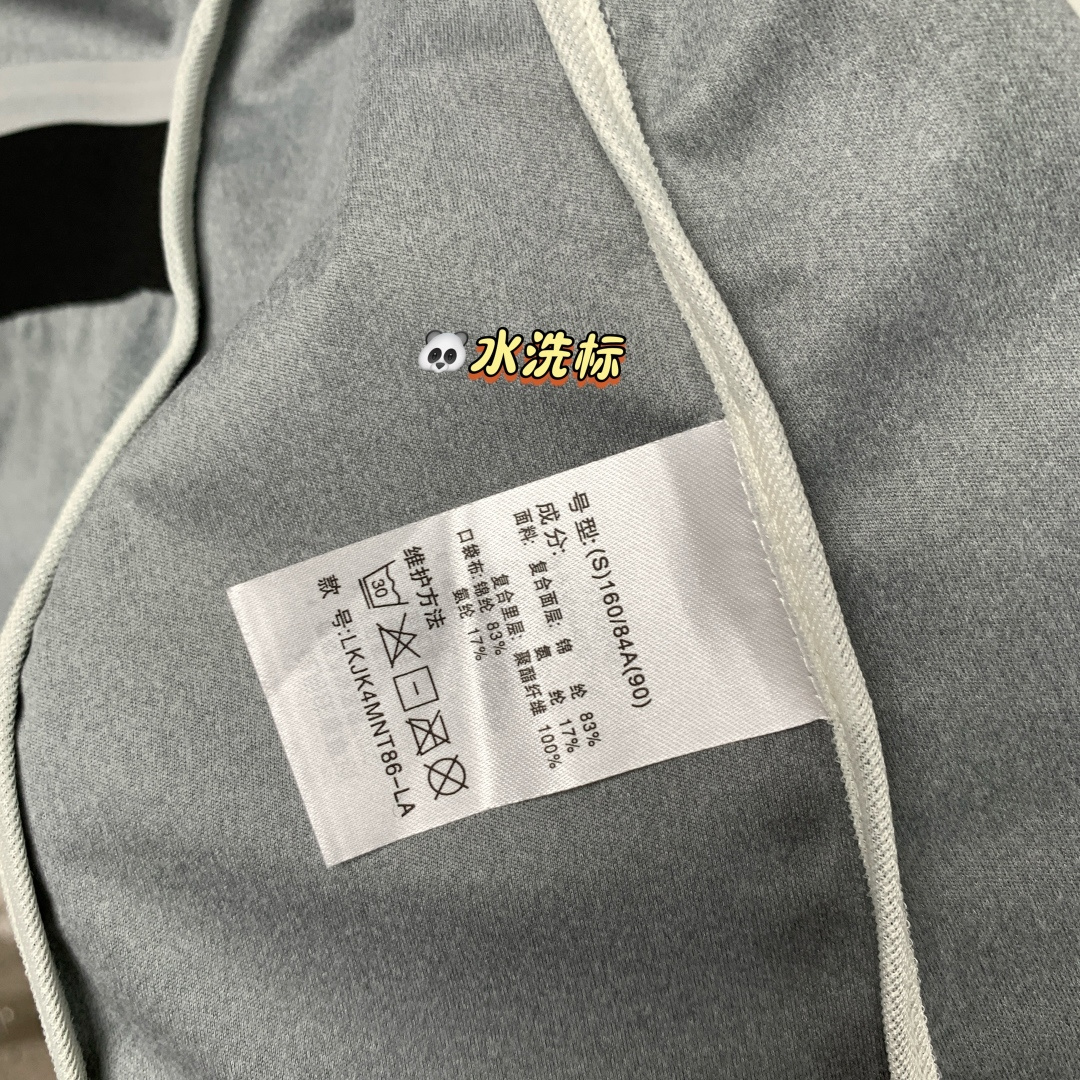 水洗标
号型:(S)160/84A(90)
成分:
面料: 复合面层: 锦 纶 83%
氨 纶 17%
复合里层: 聚酯纤维 100%
口袋布:锦纶 83%
氨纶 17%
维护方法
30
款 号:LKJK4MNT86-LA